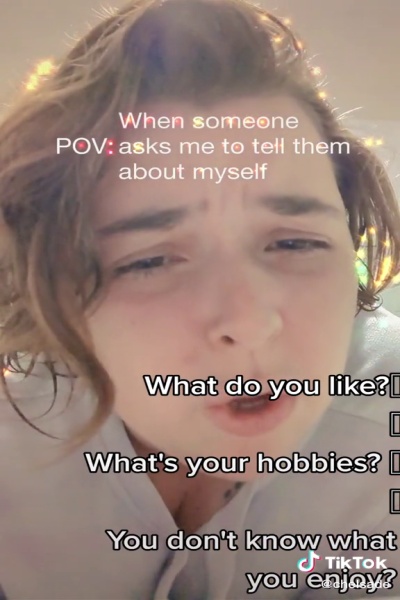 When someone
POV: asks me to tell them
about myself
What do you like?
What's your hobbies?
You don't know what
you enjoy?
TikTok